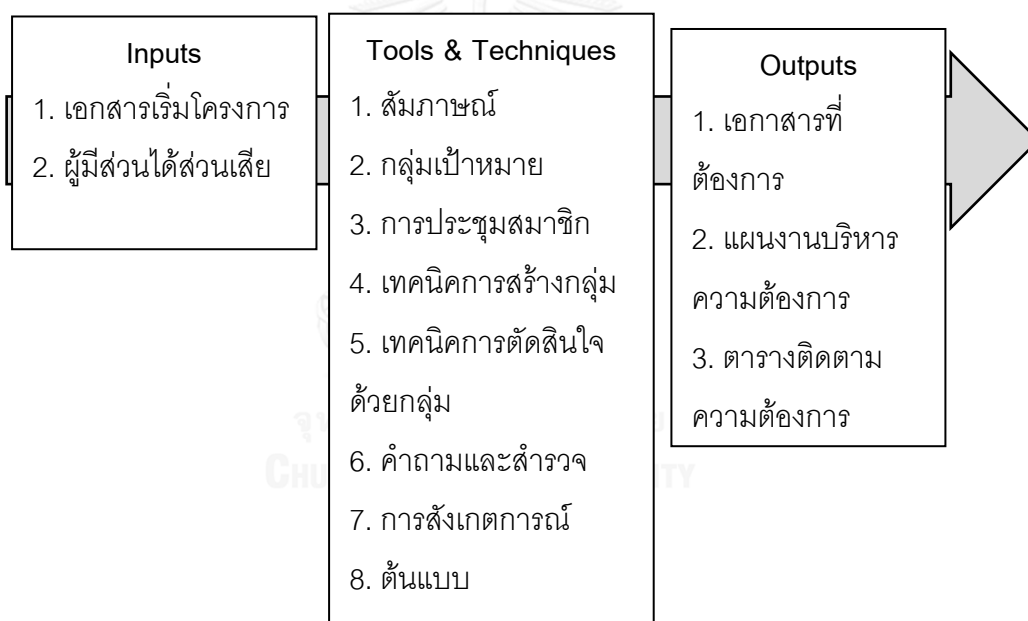 Inputs
1. เอกสารเริ่มโครงการ
2. ผู้มีส่วนได้ส่วนเสีย
Tools & Techniques
1. สัมภาษณ์
2. กลุ่มเป้าหมาย
3. การประชุมสมาชิก
4. เทคนิคการสร้างกลุ่ม
5. เทคนิคการตัดสินใจ
ด้วยกลุ่ม
6. คำถามและสำรวจ
7. การสังเกตการณ์
8. ต้นแบบ
Outputs
1. เอกาสารที่
ต้องการ
2. แผนงานบริหาร
ความต้องการ
3. ตารางติดตาม
ความต้องการ